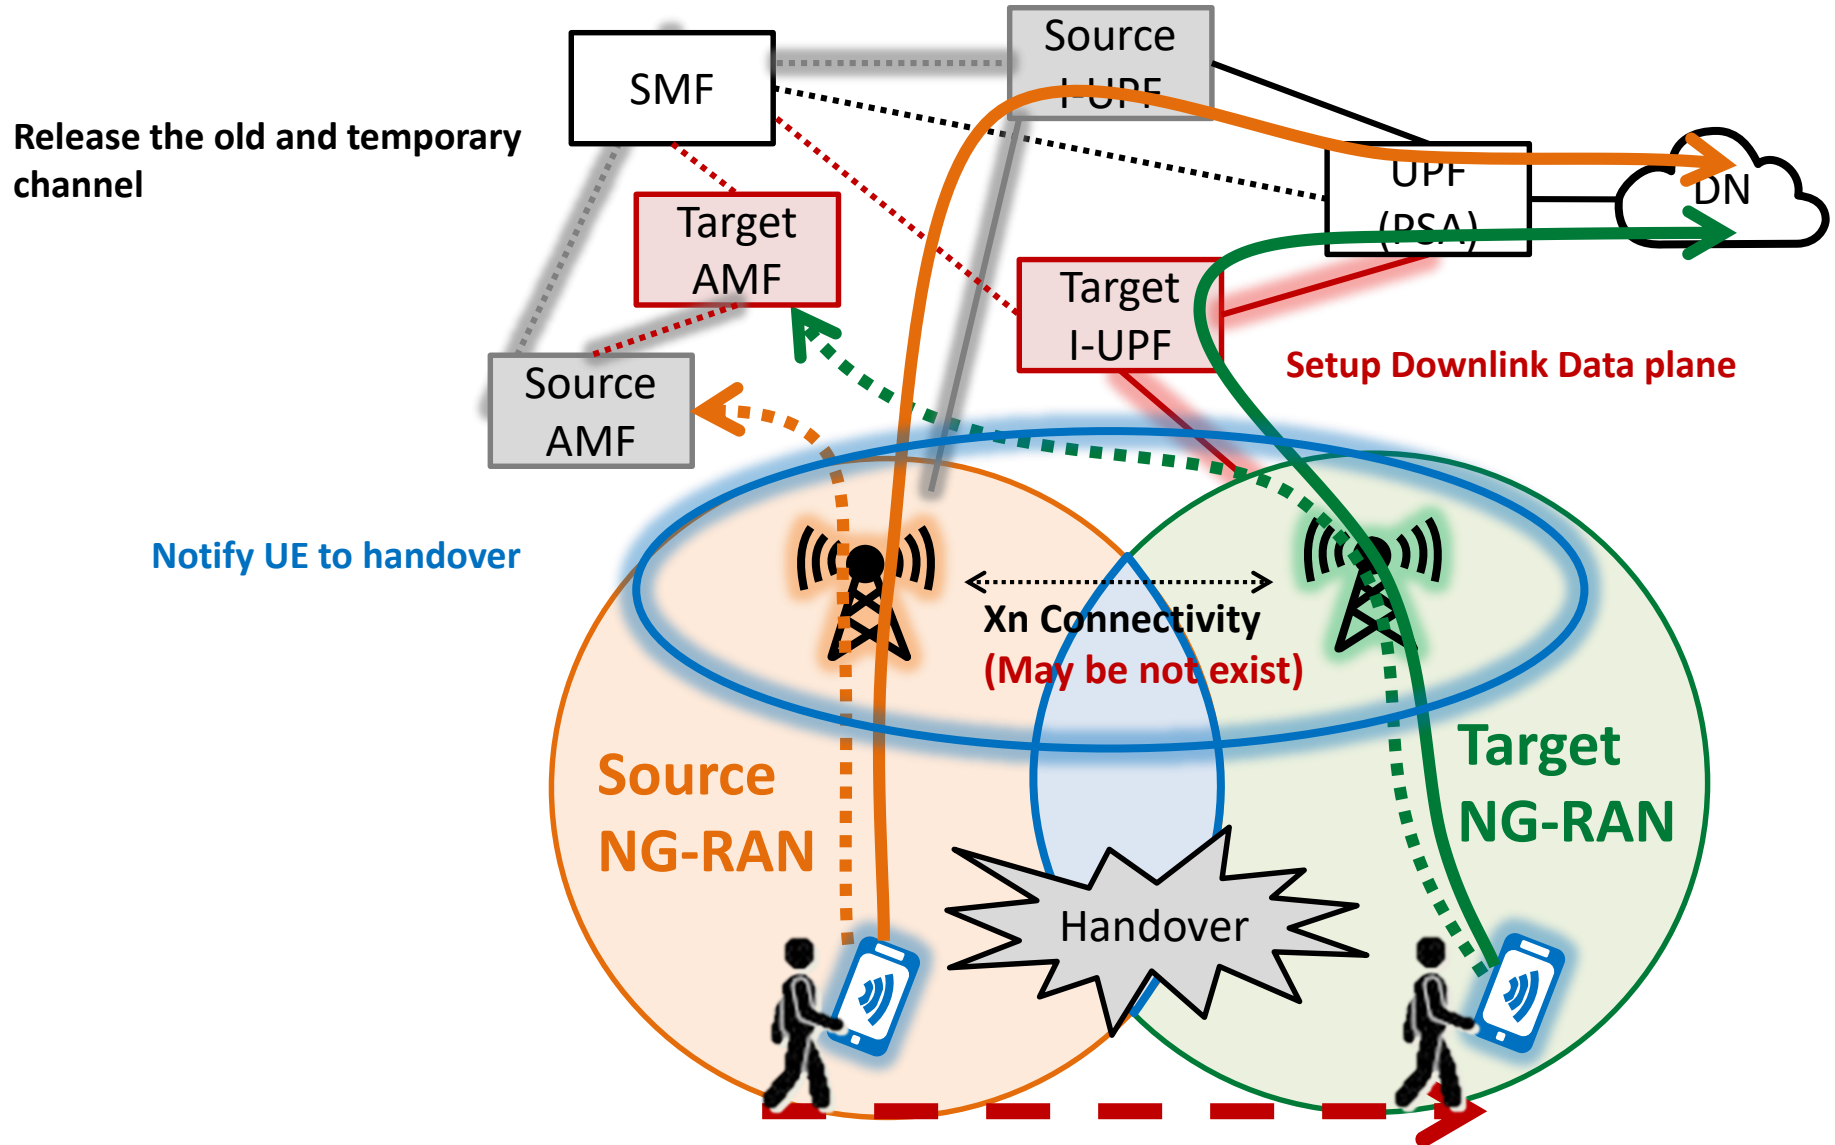 Source
I-UPF
SMF
Release the old and temporary
channel
UPF
(PSA)
DN
Target
AMF
Target
I-UPF
Setup Downlink Data plane
Source
AMF
Notify UE to handover
Xn Connectivity
(May be not exist)
Source
NG-RAN
Target
NG-RAN
Handover